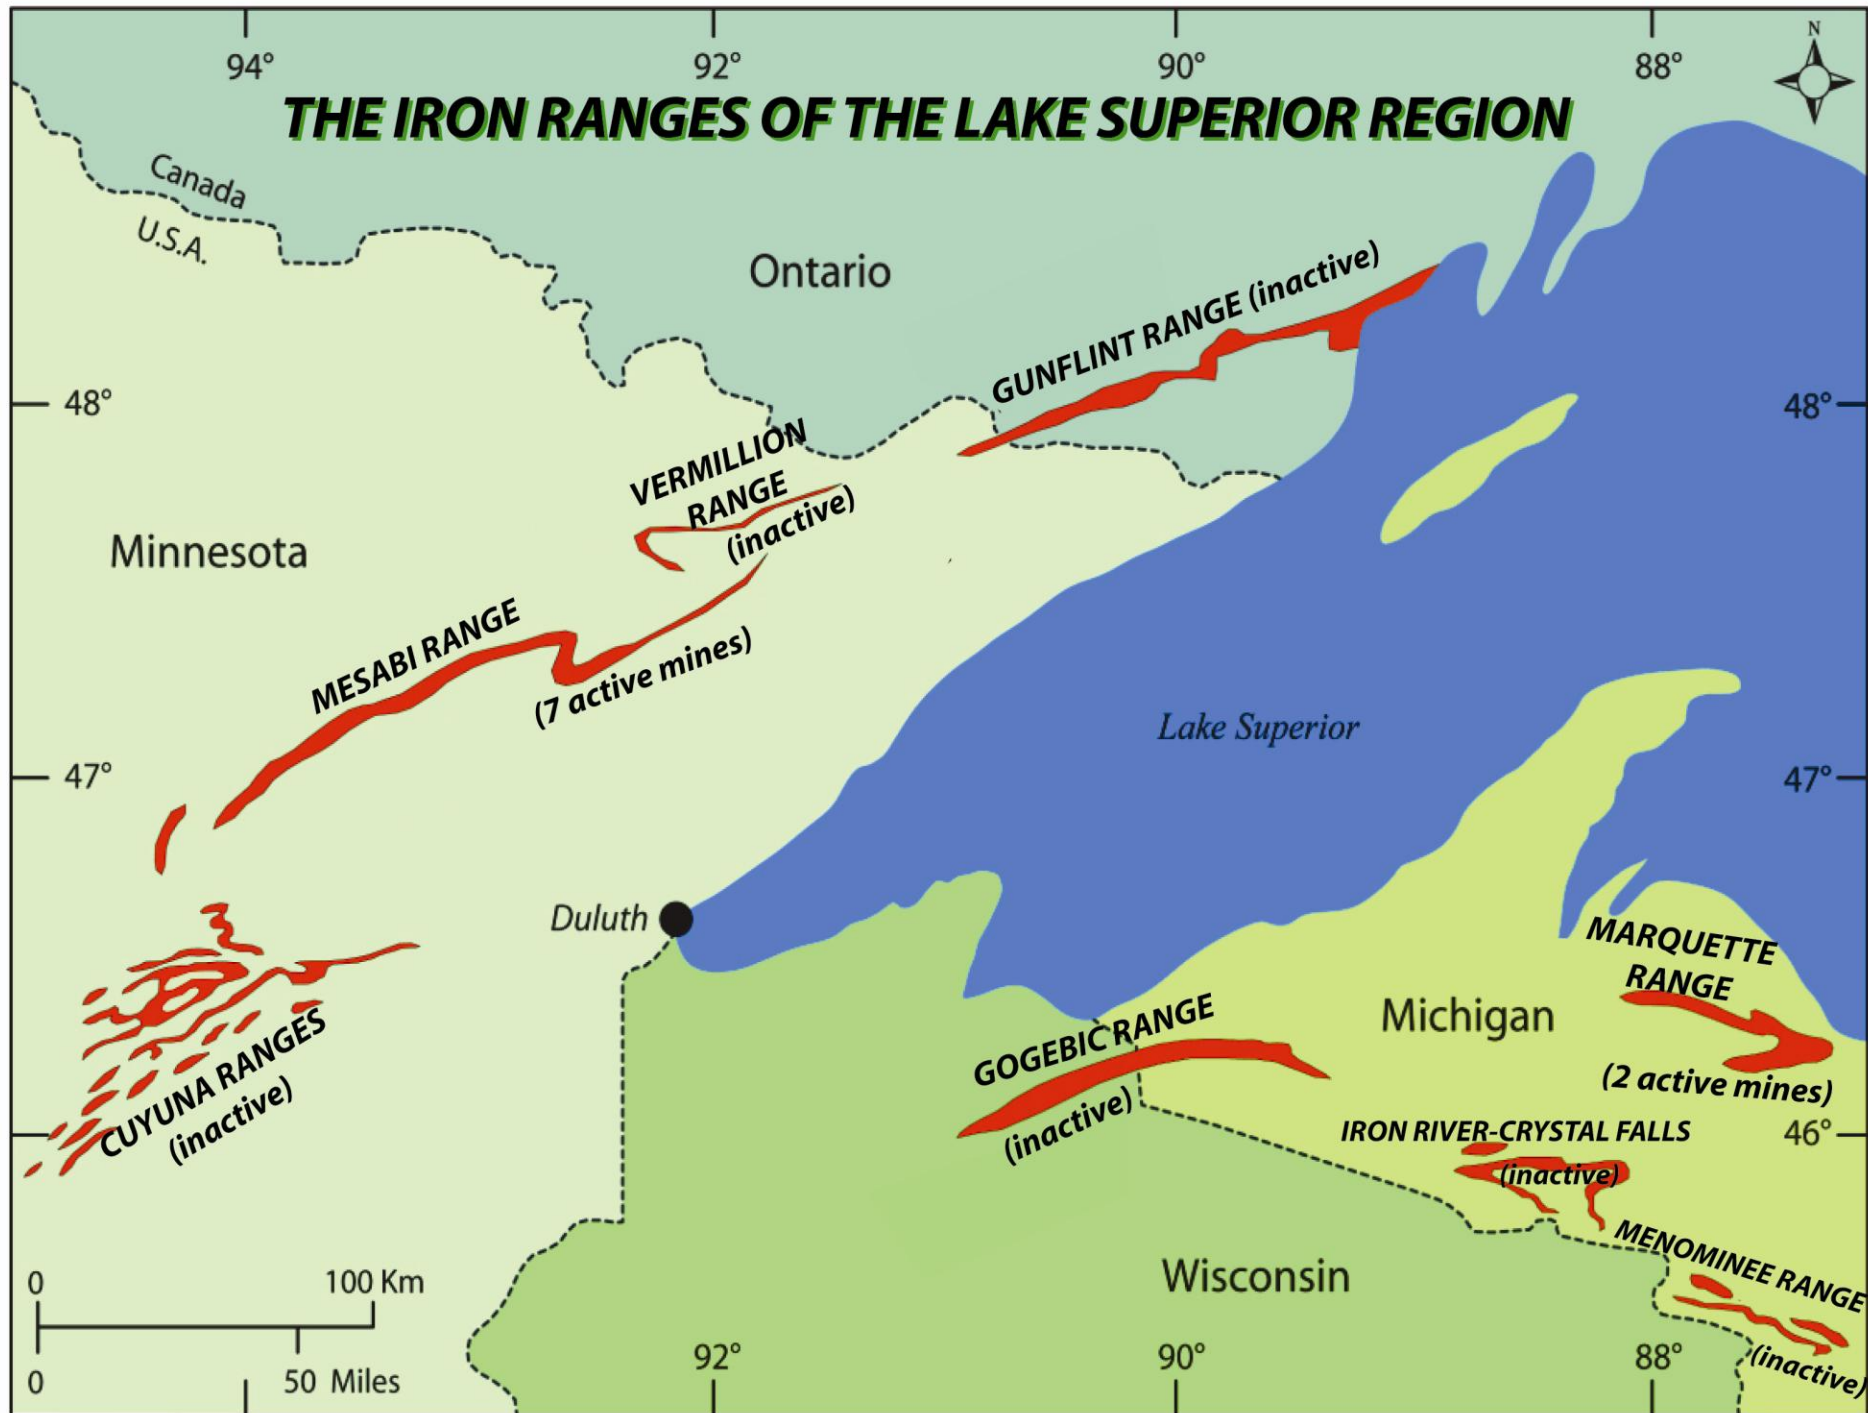 N
94°
92°
90°
88°
THE IRON RANGES OF THE LAKE SUPERIOR REGION
Canada
U.S.A.
Ontario
GUNFLINT RANGE (inactive)
48°
48°
VERMILLION
RANGE
(inactive)
Minnesota
MESABI RANGE
(7 active mines)
Lake Superior
47°
47°
Duluth
MARQUETTE
RANGE
(2 active mines)
Michigan
GOGEBIC RANGE
(inactive)
CUYUNA RANGES
(inactive)
IRON RIVER-CRYSTAL FALLS
(inactive)
46°
MENOMINEE RANGE
(inactive)
Wisconsin
0
100 Km
0
50 Miles
92°
90°
88°